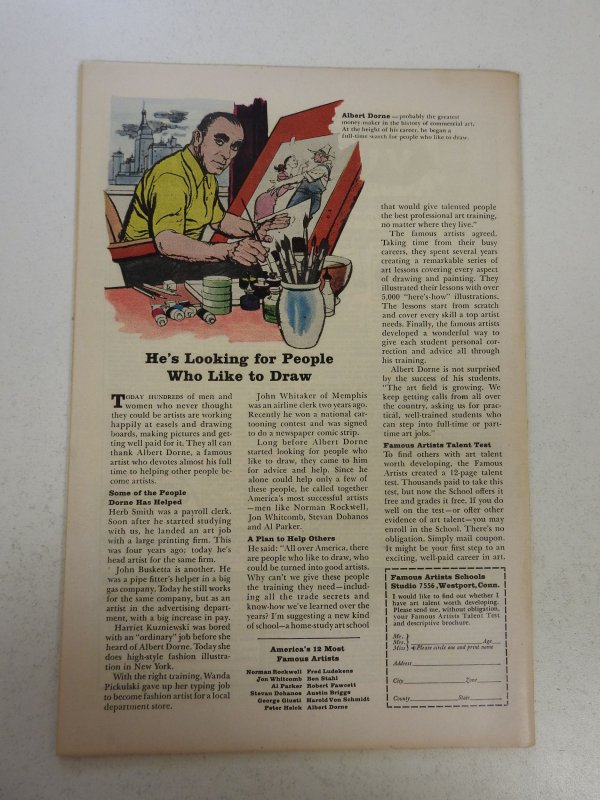 Albert Dorne — probably the greatest
money-maker in the history of commercial art.
At the height of his career, he began a
full-time search for people who like to draw.
He's Looking for People
Who Like to Draw
TODAY HUNDREDS of men and
women who never thought
they could be artists are working
happily at easels and drawing
boards, making pictures and get-
ting well paid for it. They all can
thank Albert Dorne, a famous
artist who devotes almost his full
time to helping other people be-
come artists.
Some of the People
Dorne Has Helped
Herb Smith was a payroll clerk.
Soon after he started studying
with us, he landed an art job
with a large printing firm. This
was four years ago; today he's
head artist for the same firm.
John Busketta is another. He
was a pipe fitter's helper in a big
gas company. Today he still works
for the same company, but as an
artist in the advertising depart-
ment, with a big increase in pay.
Harriet Kuzniewski was bored
with an "ordinary" job before she
heard of Albert Dorne. Today she
does high-style fashion illustra-
tion in New York.
With the right training, Wanda
Pickulski gave up her typing job
to become fashion artist for a local
department store.
John Whitaker of Memphis
was an airline clerk two years ago.
Recently he won a national car-
tooning contest and was signed
to do a newspaper comic strip.
Long before Albert Dorne
started looking for people who
like to draw, they came to him
for advice and help. Since he
alone could help only a few of
these people, he called together
America's most successful artists
—men like Norman Rockwell,
Jon Whitcomb, Stevan Dohanos
and Al Parker.
A Plan to Help Others
He said: "All over America, there
are people who like to draw, who
could be turned into good artists.
Why can't we give these people
the training they need—includ-
ing all the trade secrets and
know-how we've learned over the
years? I'm suggesting a new kind
of school—a home-study art school
America's 12 Most
Famous Artists
Norman Rockwell Fred Ludekens
Jon Whitcomb Ben Stahl
Al Parker Robert Fawcett
Stevan Dohanos Austin Briggs
George Giusti Harold Von Schmidt
Peter Helck Albert Dorne
that would give talented people
the best professional art training,
no matter where they live."
The famous artists agreed.
Taking time from their busy
careers, they spent several years
creating a remarkable series of
art lessons covering every aspect
of drawing and painting. They
illustrated their lessons with over
5,000 "here's-how" illustrations.
The lessons start from scratch
and cover every skill a top artist
needs. Finally, the famous artists
developed a wonderful way to
give each student personal cor-
rection and advice all through
his training.
Albert Dorne is not surprised
by the success of his students.
"The art field is growing. We
keep getting calls from all over
the country, asking us for prac-
tical, well-trained students who
can step into full-time or part-
time art jobs."
Famous Artists Talent Test
To find others with art talent
worth developing, the Famous
Artists created a 12-page talent
test. Thousands paid to take this
test, but now the School offers it
free and grades it free. If you do
well on the test—or offer other
evidence of art talent—you may
enroll in the School. There's no
obligation. Simply mail coupon.
It might be your first step to an
exciting, well-paid career in art.
Famous Artists Schools
Studio 7556, Westport, Conn.
I would like to find out whether I
have art talent worth developing.
Please send me, without obligation,
your Famous Artists Talent Test
and descriptive brochure.
Mr.
Mrs. Age
Miss Please circle one and print name
Address
City Zone
County State